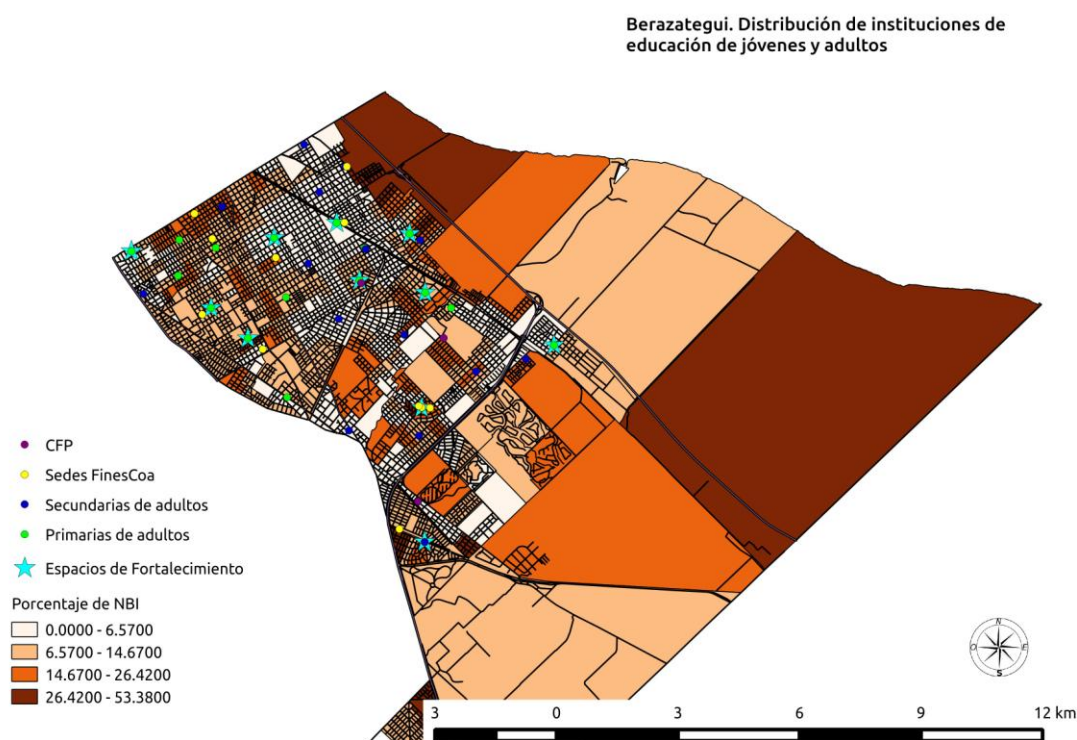 Berazategui. Distribución de instituciones de
educación de jóvenes y adultos
CFP
Sedes FinesCoa
Secundarias de adultos
Primarias de adultos
Espacios de Fortalecimiento
Porcentaje de NBI
0.0000 - 6.5700
6.5700 - 14.6700
14.6700 - 26.4200
26.4200 - 53.3800
N
O E
S
3 0 3 6 9 12 km